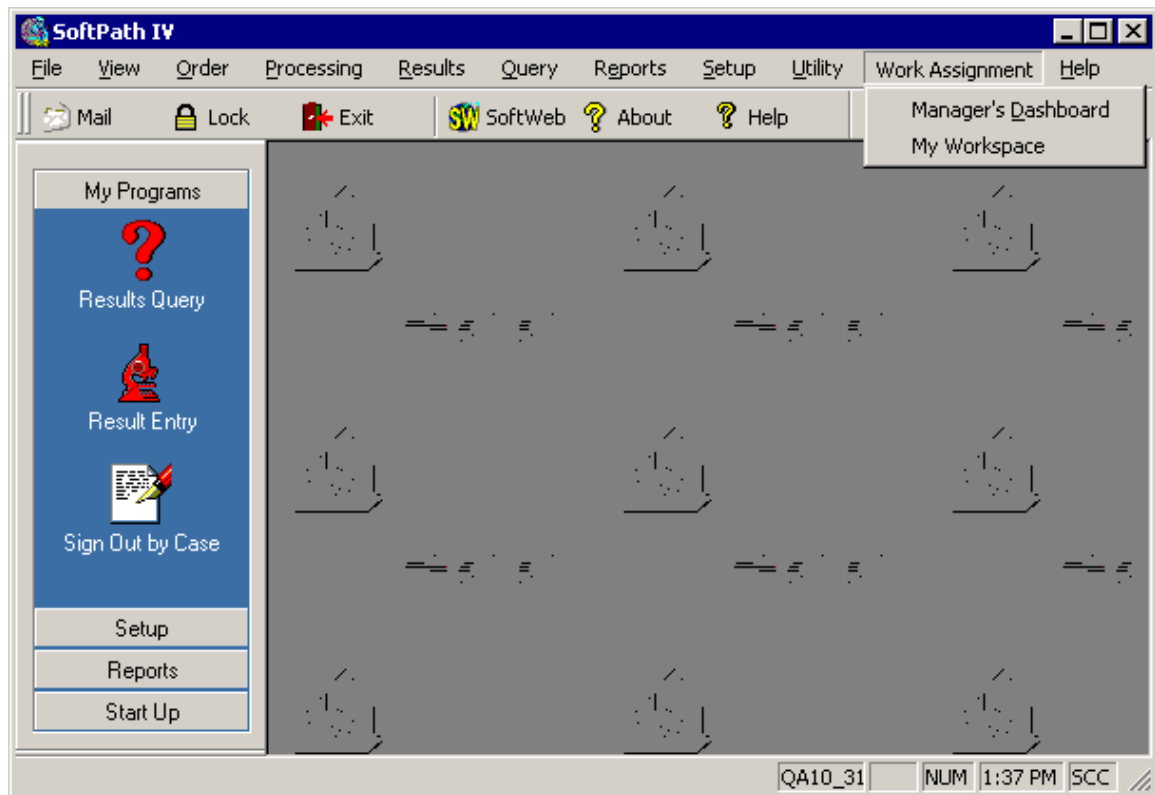 SoftPath IV
File View Order Processing Results Query Reports Setup Utility Work Assignment Help
Mail Lock Exit SW SoftWeb About Help
Manager's Dashboard
My Workspace
My Programs
Results Query
Result Entry
Sign Out by Case
Setup
Reports
Start Up
QA10_31 NUM 1:37 PM SCC